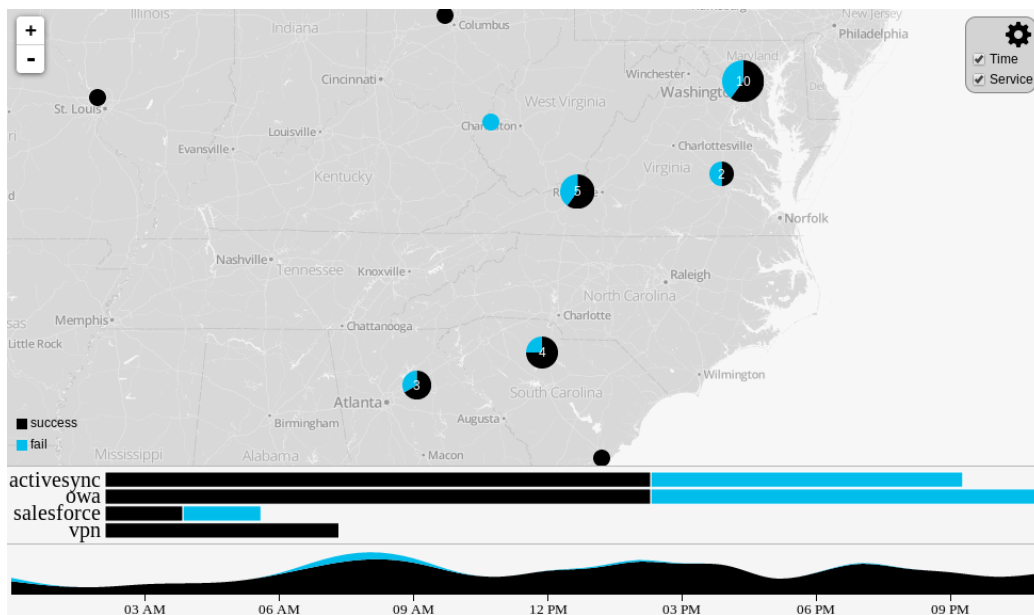 Illinois
Indiana
Columbus
New Jersey
Philadelphia
+
-
Time
Service
Maryland
Winchester
Cincinnati
10
Washington
West Virginia
St. Louis
Louisville
Charlottesville
Evansville
Virginia
2
Kentucky
5
Norfolk
Nashville
Tennessee
Knoxville
Raleigh
North Carolina
Memphis
Charlotte
Chattanooga
Little Rock
4
3
South Carolina
Wilmington
Atlanta
Augusta
Birmingham
success
fail
Mississippi
Alabama
Macon
activesync
owa
salesforce
vpn
03 AM 06 AM 09 AM 12 PM 03 PM 06 PM 09 PM